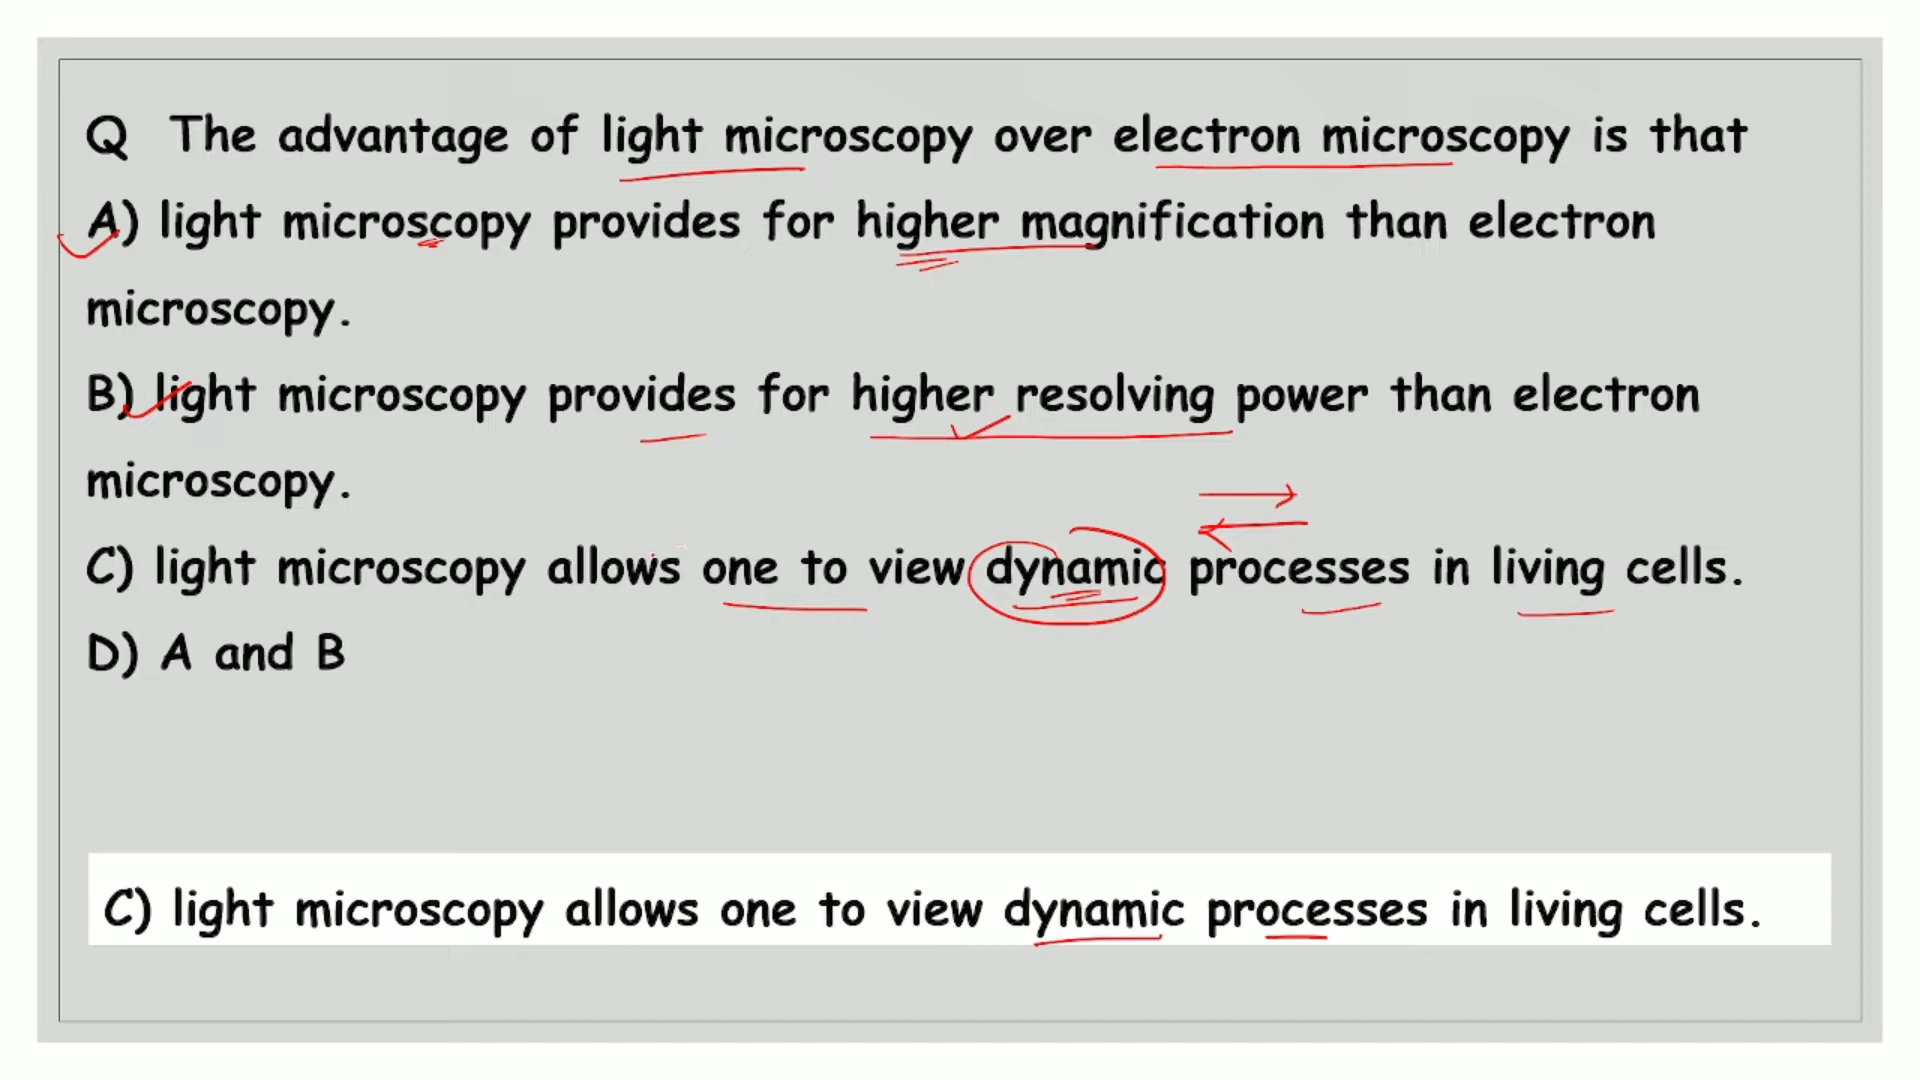 Q The advantage of light microscopy over electron microscopy is that
A) light microscopy provides for higher magnification than electron
microscopy.
B) light microscopy provides for higher resolving power than electron
microscopy.
C) light microscopy allows one to view dynamic processes in living cells.
D) A and B
C) light microscopy allows one to view dynamic processes in living cells.